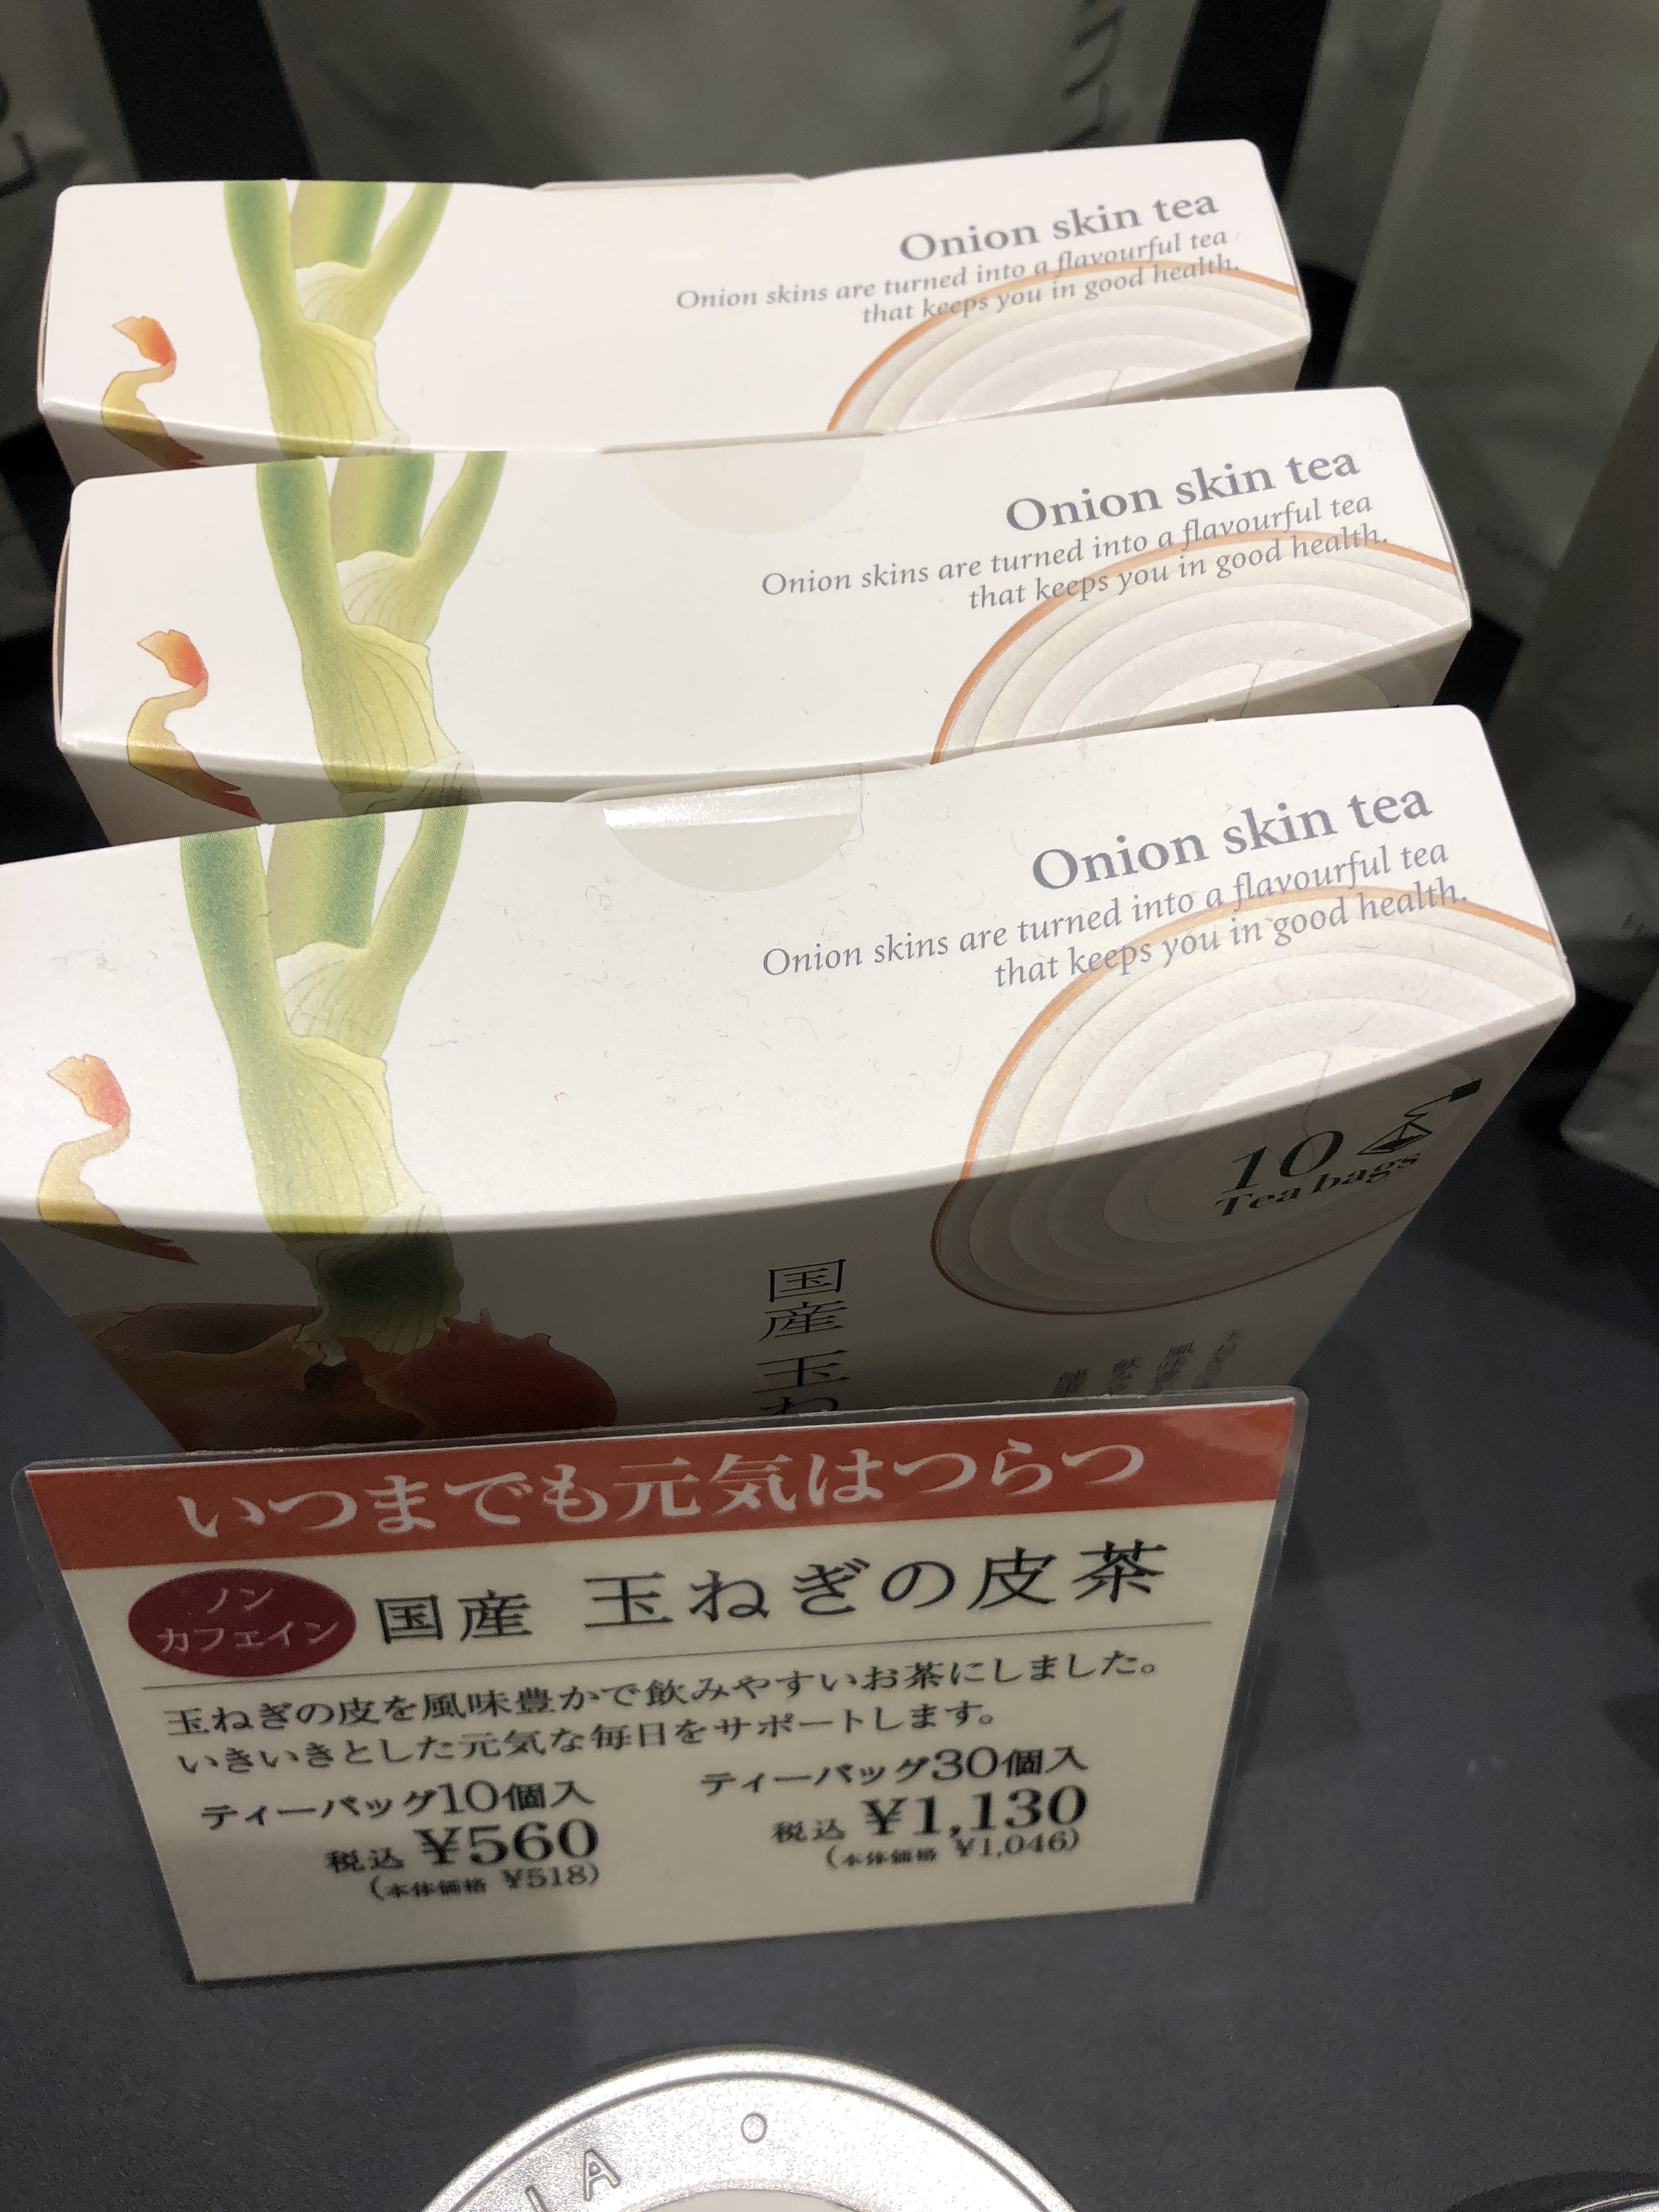 Onion skin tea
Onion skins are turned into a flavourful tea
that keeps you in good health.
Onion skin tea
Onion skins are turned into a flavourful tea
that keeps you in good health.
Onion skin tea
Onion skins are turned into a flavourful tea
that keeps you in good health.
10
Tea bags
国産 玉ね
いつまでも元気はつらつ
ノン
カフェイン
国産 玉ねぎの皮茶
玉ねぎの皮を風味豊かで飲みやすいお茶にしました。
いきいきとした元気な毎日をサポートします。
ティーバッグ10個入
税込 ¥560
(本体価格 ¥518)
ティーバッグ30個入
税込 ¥1,130
(本体価格 ¥1,046)